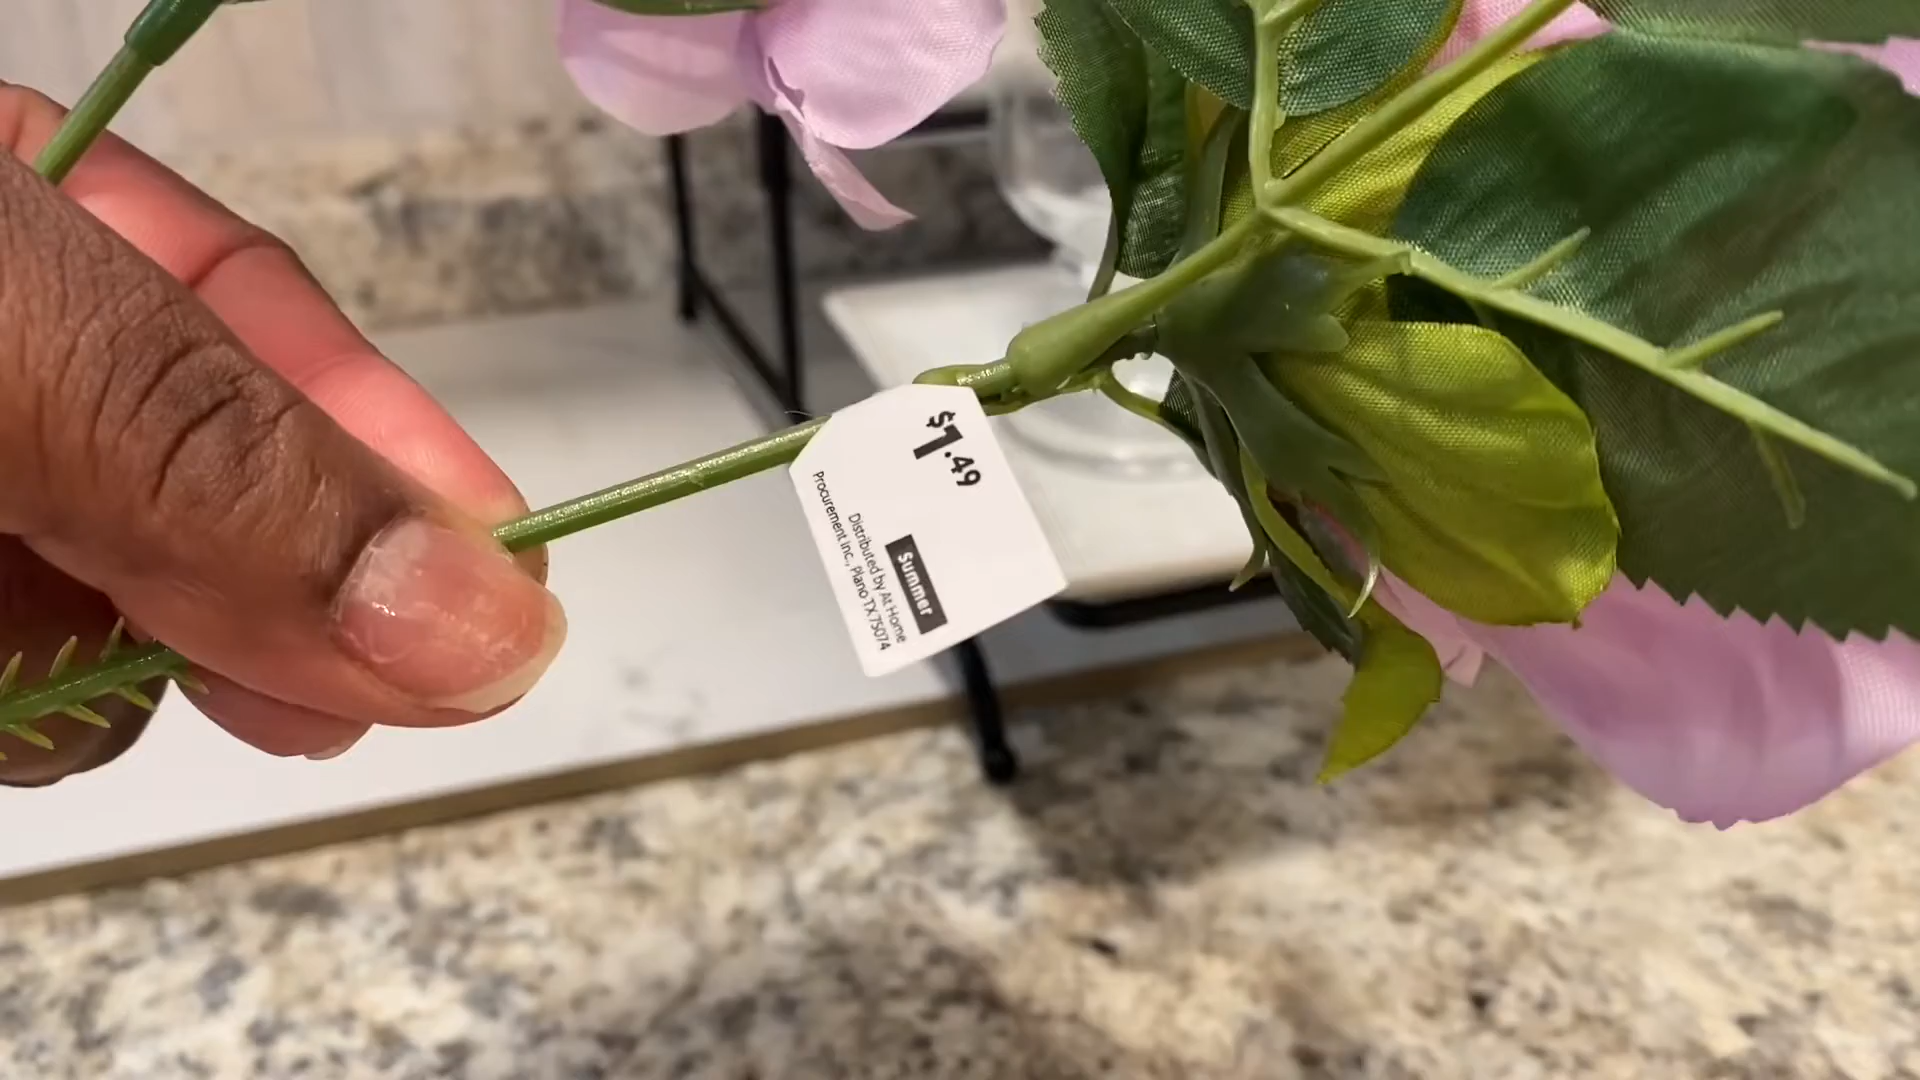 $1.49
Summer
Distributed by At Home
Procurement Inc., Plano TX 75074